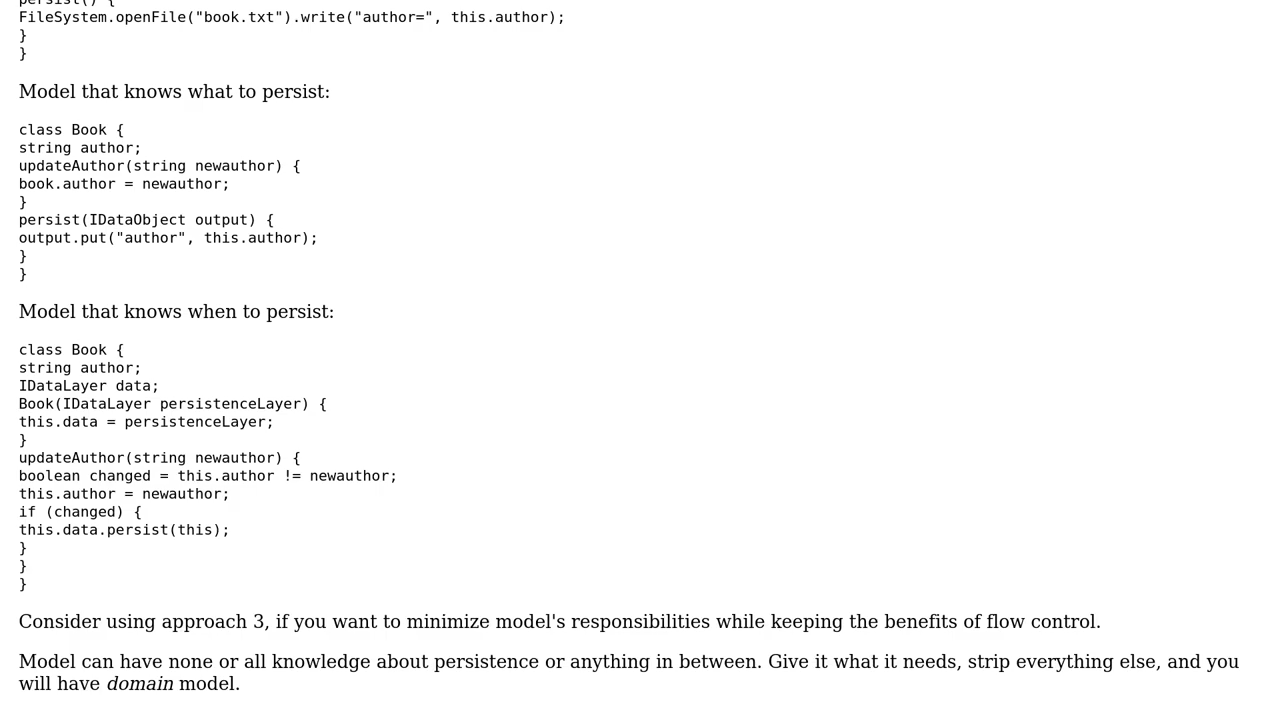 persist() {
FileSystem.openFile("book.txt").write("author=", this.author);
}
}
Model that knows what to persist:
class Book {
string author;
updateAuthor(string newauthor) {
book.author = newauthor;
}
persist(IDataObject output) {
output.put("author", this.author);
}
}
Model that knows when to persist:
class Book {
string author;
IDataLayer data;
Book(IDataLayer persistenceLayer) {
this.data = persistenceLayer;
}
updateAuthor(string newauthor) {
boolean changed = this.author != newauthor;
this.author = newauthor;
if (changed) {
this.data.persist(this);
}
}
}
Consider using approach 3, if you want to minimize model's responsibilities while keeping the benefits of flow control.
Model can have none or all knowledge about persistence or anything in between. Give it what it needs, strip everything else, and you
will have domain model.